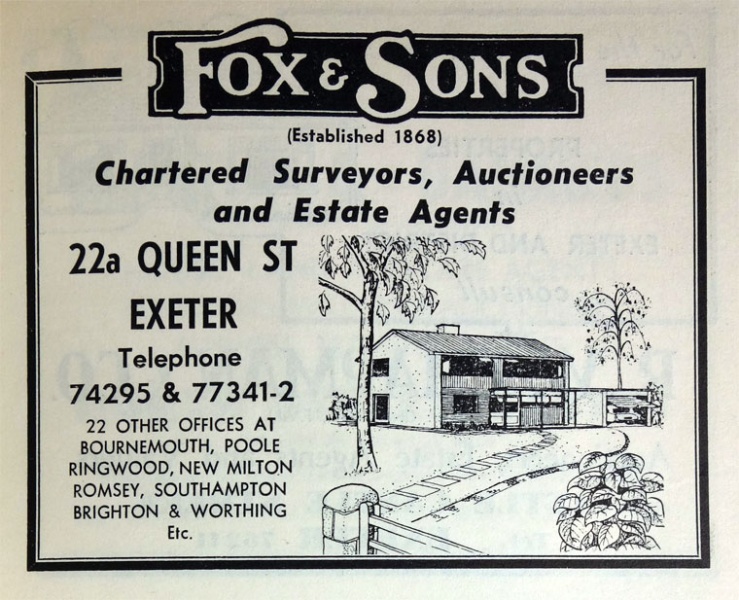 FOX & SONS
(Established 1868)
Chartered Surveyors, Auctioneers
and Estate Agents
22a QUEEN ST
EXETER
Telephone
74295 & 77341-2
22 OTHER OFFICES AT
BOURNEMOUTH, POOLE
RINGWOOD, NEW MILTON
ROMSEY, SOUTHAMPTON
BRIGHTON & WORTHING
Etc.